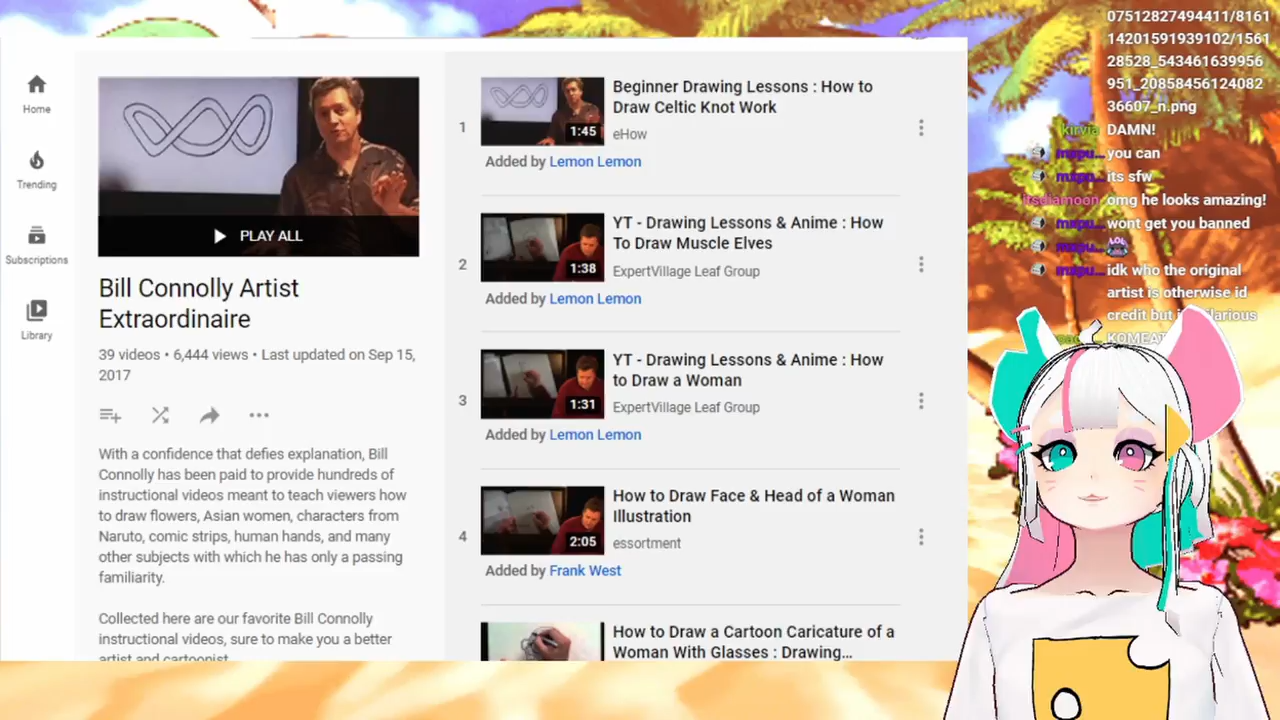 Home
Trending
Subscriptions
Library
PLAY ALL
Bill Connolly Artist
Extraordinaire
39 videos • 6,444 views • Last updated on Sep 15,
2017
With a confidence that defies explanation, Bill
Connolly has been paid to provide hundreds of
instructional videos meant to teach viewers how
to draw flowers, Asian women, characters from
Naruto, comic strips, human hands, and many
other subjects with which he has only a passing
familiarity.
Collected here are our favorite Bill Connolly
instructional videos, sure to make you a better
artist and cartoonist
1
1:45
Beginner Drawing Lessons : How to
Draw Celtic Knot Work
eHow
Added by Lemon Lemon
2
1:38
YT - Drawing Lessons & Anime : How
To Draw Muscle Elves
ExpertVillage Leaf Group
Added by Lemon Lemon
3
1:31
YT - Drawing Lessons & Anime : How
to Draw a Woman
ExpertVillage Leaf Group
Added by Lemon Lemon
4
2:05
How to Draw Face & Head of a Woman
Illustration
essortment
Added by Frank West
How to Draw a Cartoon Caricature of a
Woman With Glasses : Drawing...
07512827494411/8161
14201591939102/1561
28528_543461639956
951_20858456124082
36607_n.png
kirvia DAMN!
you can
its sfw
itsdiamoon omg he looks amazing!
wont get you banned
LOL
idk who the original
artist is otherwise id
credit but